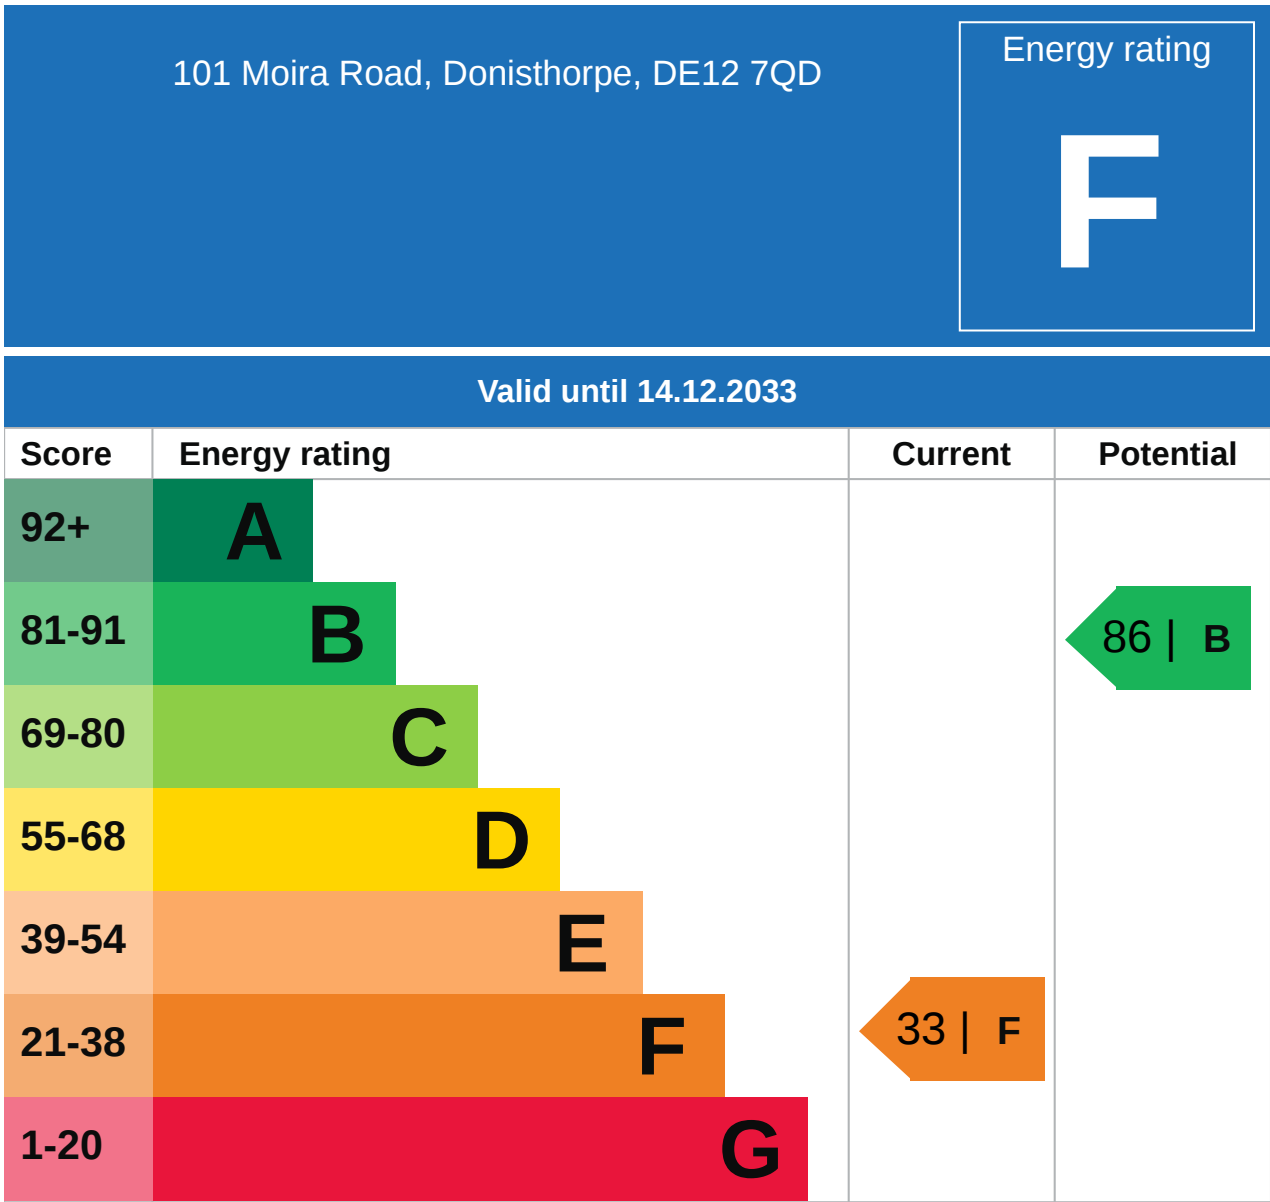 101 Moira Road, Donisthorpe, DE12 7QD
Energy rating
F
Valid until 14.12.2033
Score Energy rating Current Potential
92+ A
81-91 B 86 | B
69-80 C
55-68 D
39-54 E
21-38 F 33 | F
1-20 G